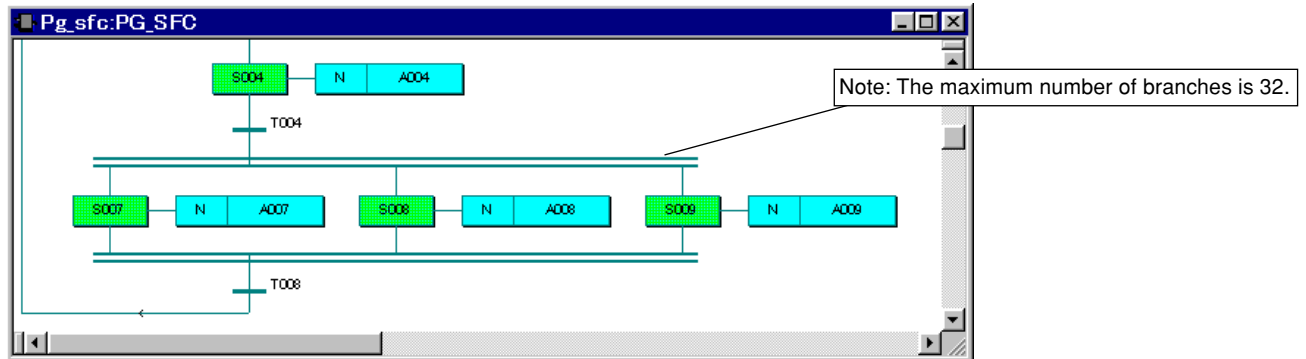 Pg_sfc:PG_SFC
S004 N A004
Note: The maximum number of branches is 32.
T004
S007 N A007 S008 N A008 S009 N A009
T008